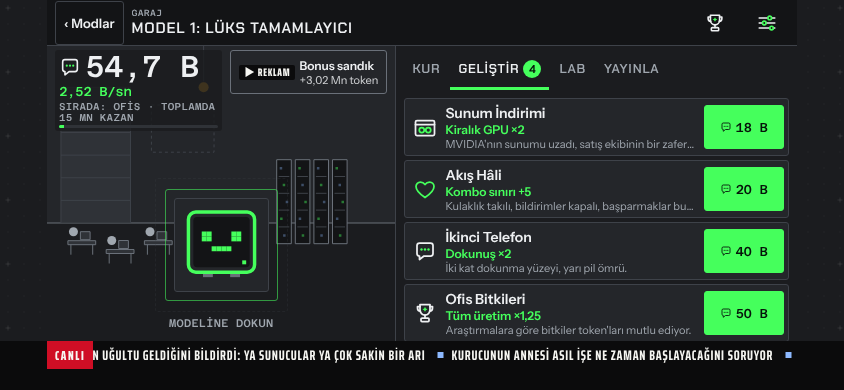 ‹ Modlar
GARAJ
MODEL 1: LÜKS TAMAMLAYICI
54,7 B
2,52 B/sn
SIRADA: OFİS · TOPLAMDA
15 MN KAZAN
REKLAM
Bonus sandık
+3,02 Mn token
MODELİNE DOKUN
KUR GELİŞTİR 4 LAB YAYINLA
Sunum İndirimi
Kiralık GPU ×2
MVIDIA'nın sunumu uzadı, satış ekibinin bir zafer…
18 B
Akış Hâli
Kombo sınırı +5
Kulaklık takılı, bildirimler kapalı, başparmaklar bu…
20 B
İkinci Telefon
Dokunuş ×2
İki kat dokunma yüzeyi, yarı pil ömrü.
40 B
Ofis Bitkileri
Tüm üretim ×1,25
Araştırmalara göre bitkiler token'ları mutlu ediyor.
50 B
CANLI N UĞULTU GELDİĞİNİ BİLDİRDİ: YA SUNUCULAR YA ÇOK SAKİN BİR ARI ■ KURUCUNUN ANNESİ ASIL İŞE NE ZAMAN BAŞLAYACAĞINI SORUYOR ■